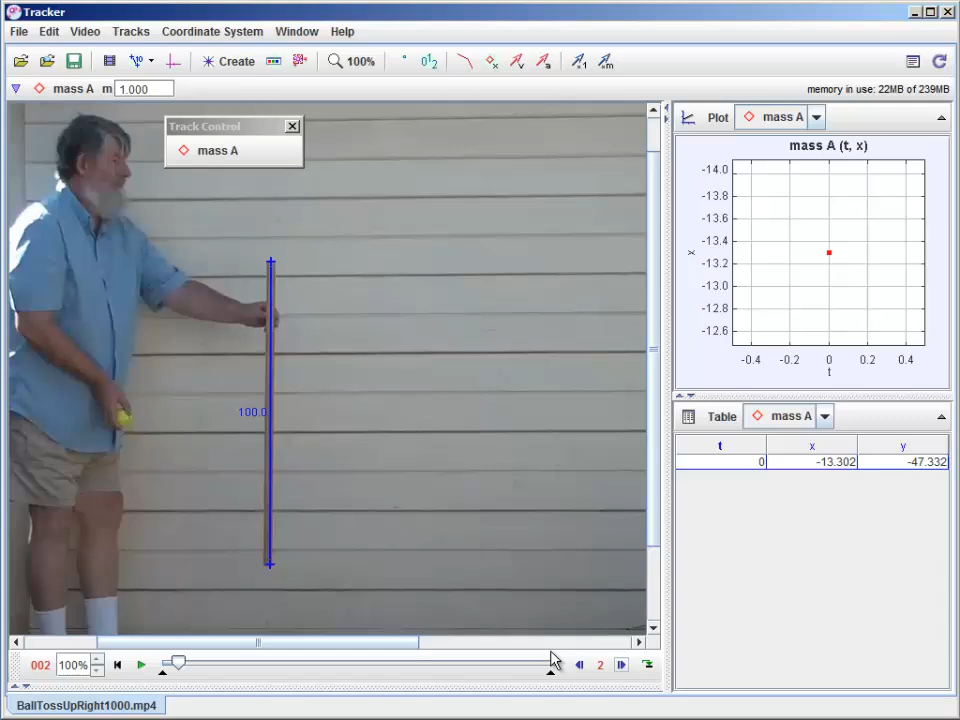 Tracker
File Edit Video Tracks Coordinate System Window Help
Create 100%
mass A m 1.000 memory in use: 22MB of 239MB
Track Control
mass A
100.0
Plot mass A
mass A (t, x)
-14.0
-13.8
-13.6
-13.4
-13.2
-13.0
-12.8
-12.6
x
-0.4 -0.2 0 0.2 0.4
t
Table mass A
t x y
0 -13.302 -47.332
002 100% 2
BallTossUpRight1000.mp4